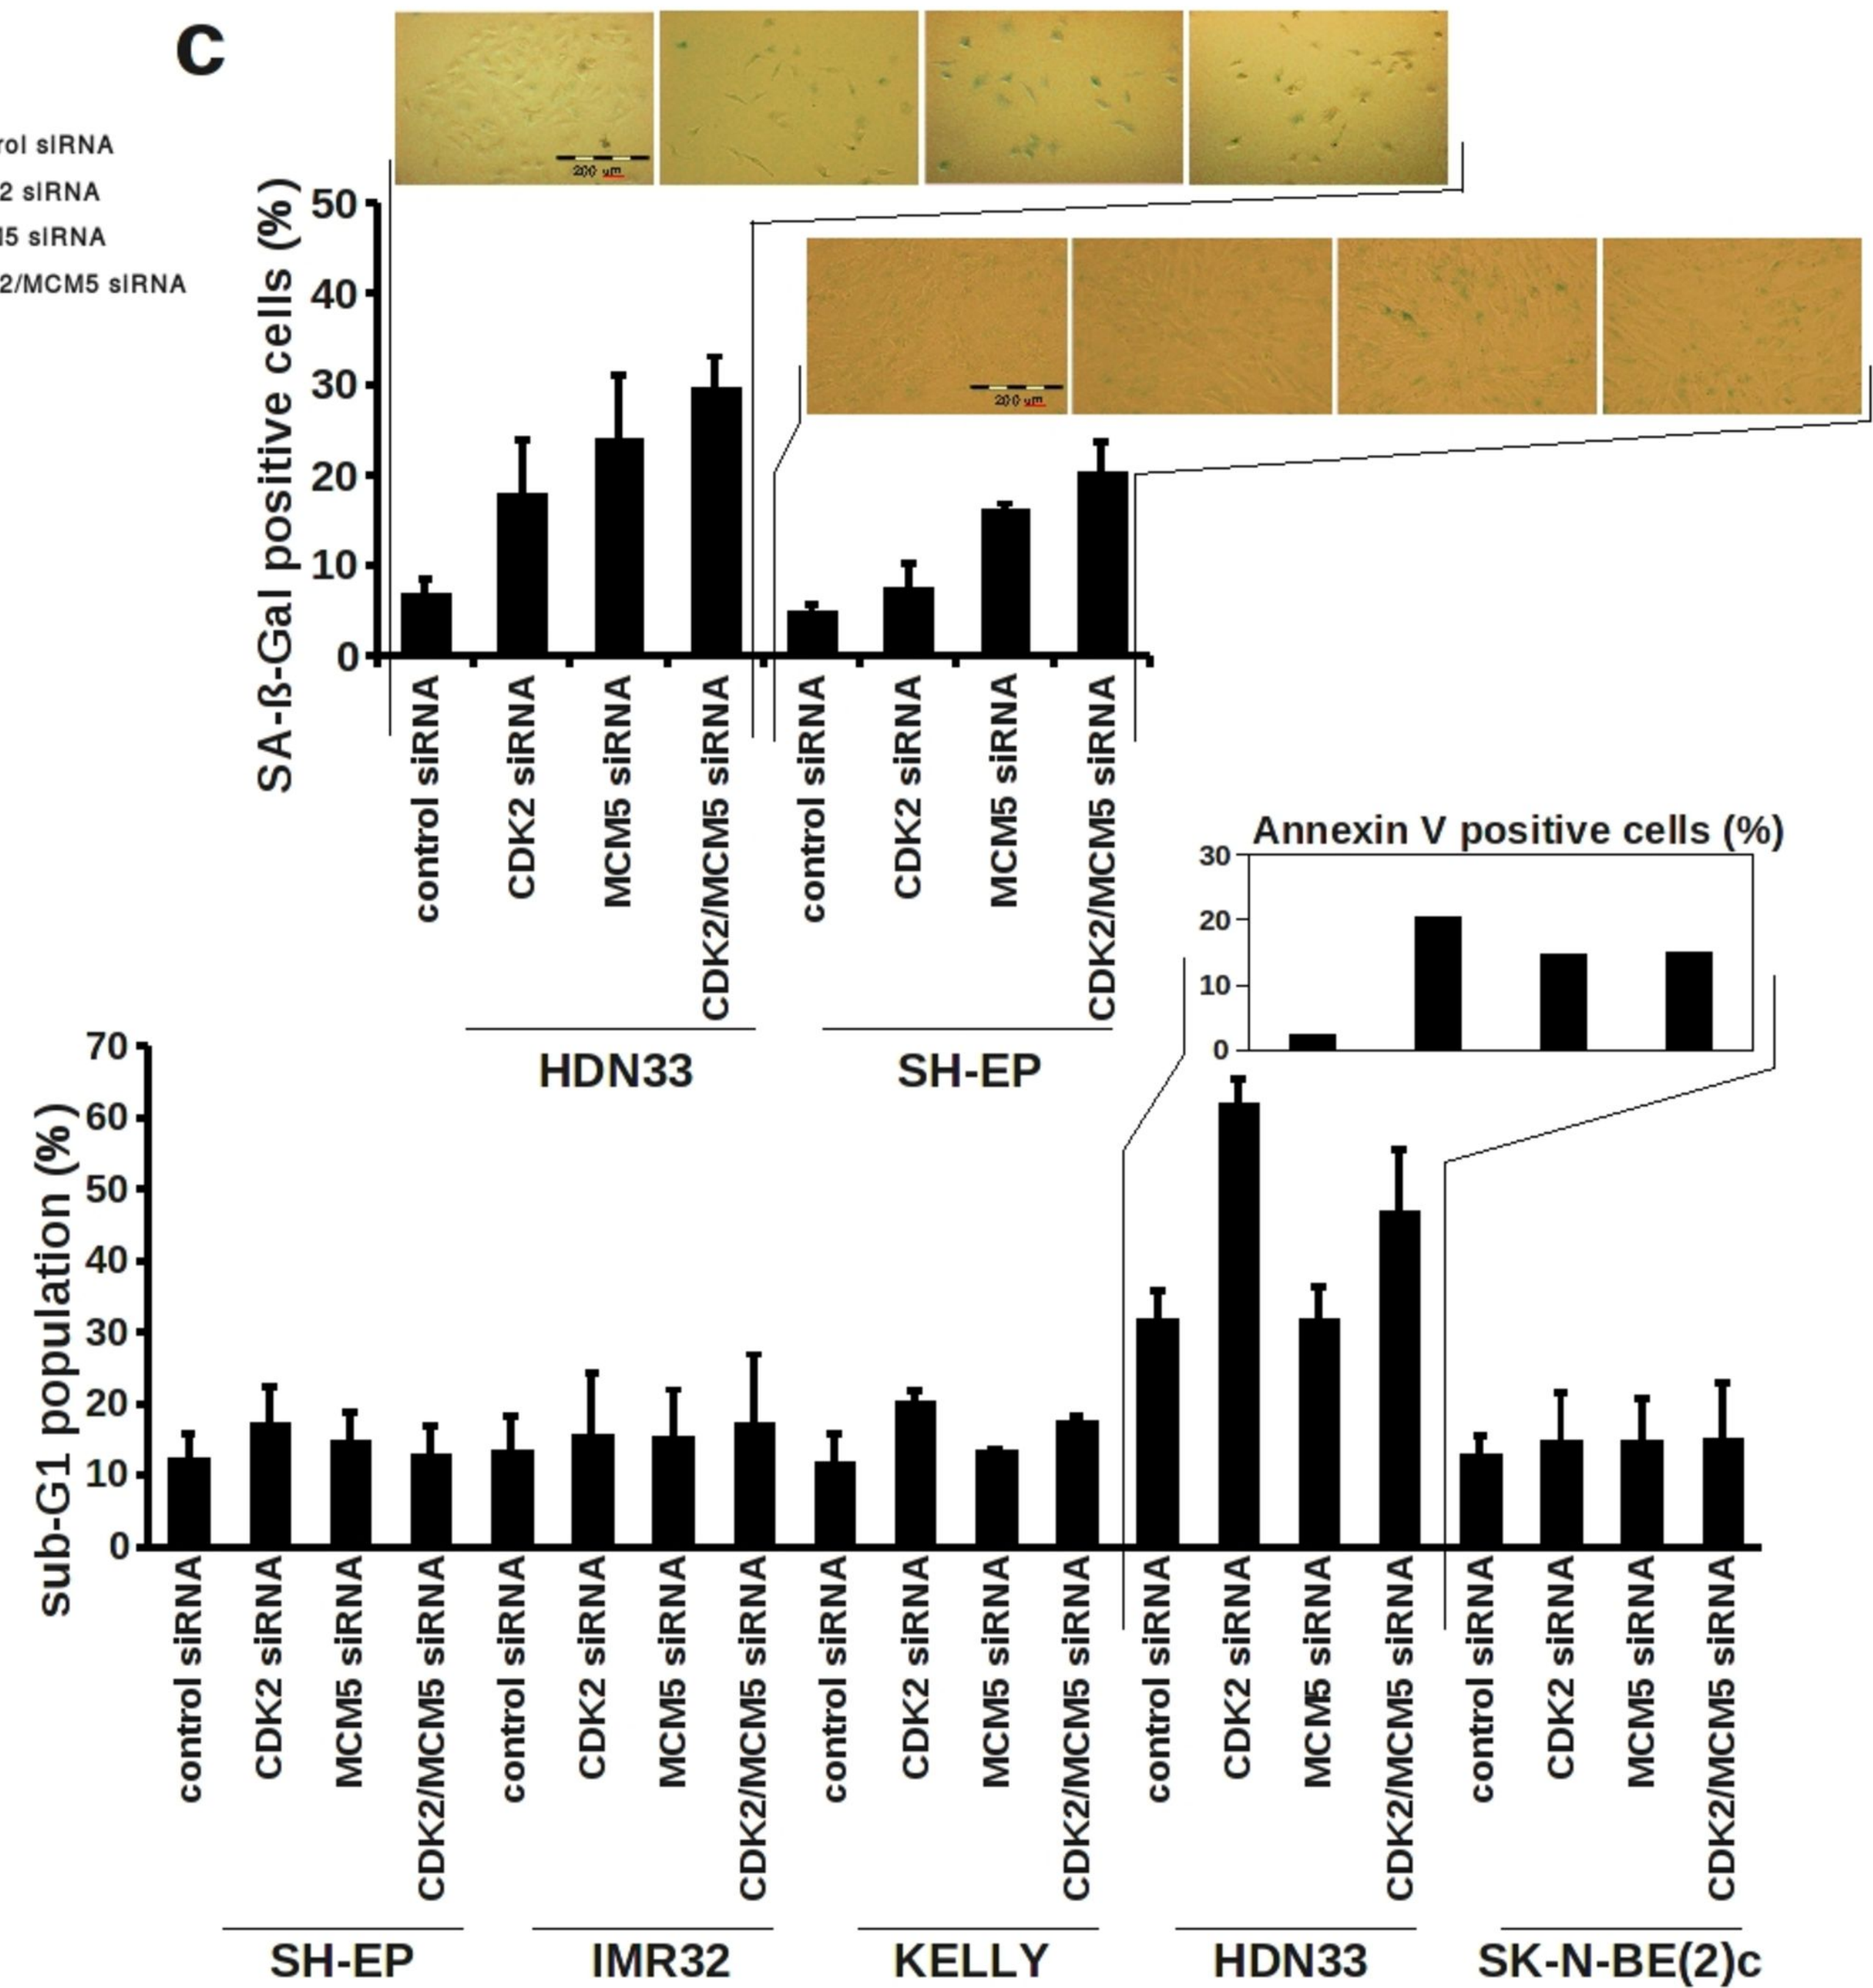 c
rol siRNA
2 siRNA
M5 siRNA
2/MCM5 siRNA
200 µm
200 µm
SA-ß-Gal positive cells (%)
50
40
30
20
10
0
control siRNA
CDK2 siRNA
MCM5 siRNA
CDK2/MCM5 siRNA
control siRNA
CDK2 siRNA
MCM5 siRNA
CDK2/MCM5 siRNA
HDN33
SH-EP
Annexin V positive cells (%)
30
20
10
0
sub-G1 population (%)
70
60
50
40
30
20
10
0
control siRNA
CDK2 siRNA
MCM5 siRNA
CDK2/MCM5 siRNA
control siRNA
CDK2 siRNA
MCM5 siRNA
CDK2/MCM5 siRNA
control siRNA
CDK2 siRNA
MCM5 siRNA
CDK2/MCM5 siRNA
control siRNA
CDK2 siRNA
MCM5 siRNA
CDK2/MCM5 siRNA
control siRNA
CDK2 siRNA
MCM5 siRNA
CDK2/MCM5 siRNA
SH-EP
IMR32
KELLY
HDN33
SK-N-BE(2)c